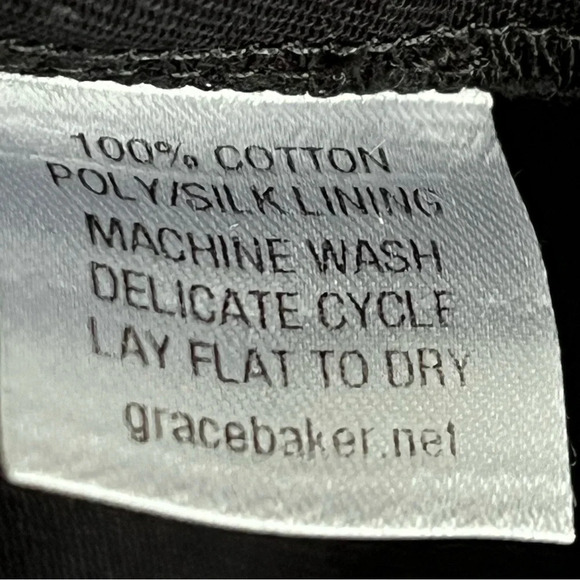 100% COTTON
POLY/SILK LINING
MACHINE WASH
DELICATE CYCLE
LAY FLAT TO DRY
gracebaker.net